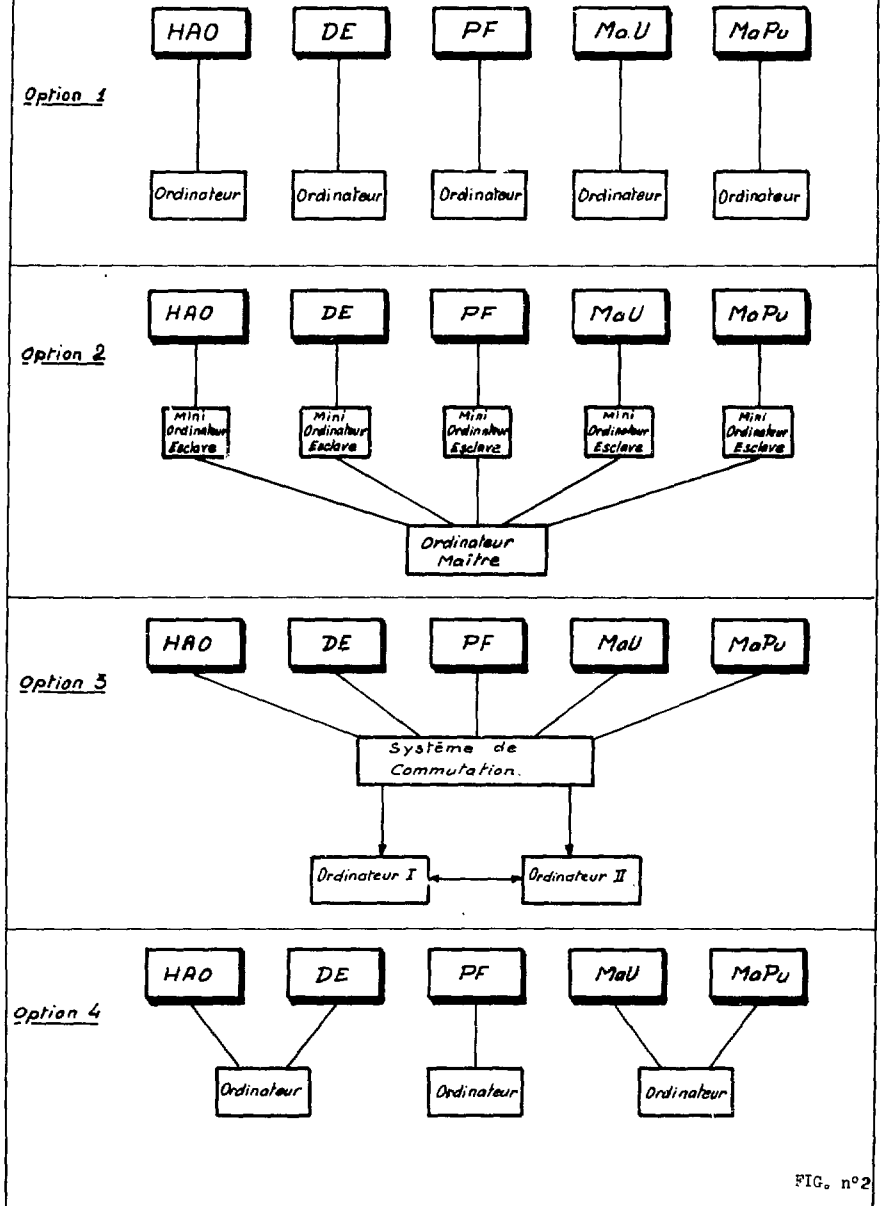 HAO DE PF Ma.U MaPu
Option 1
Ordinateur Ordinateur Ordinateur Ordinateur Ordinateur
HAO DE PF MaU MaPu
Option 2
Mini Mini Mini Mini Mini
Ordinateur Ordinateur Ordinateur Ordinateur Ordinateur
Esclave Esclave Esclave Esclave Esclave
Ordinateur
Maître
HAO DE PF MaU MaPu
Option 3
Système de
Commutation.
Ordinateur I Ordinateur II
HAO DE PF MaU MaPu
Option 4
Ordinateur Ordinateur Ordinateur
FIG. n°2